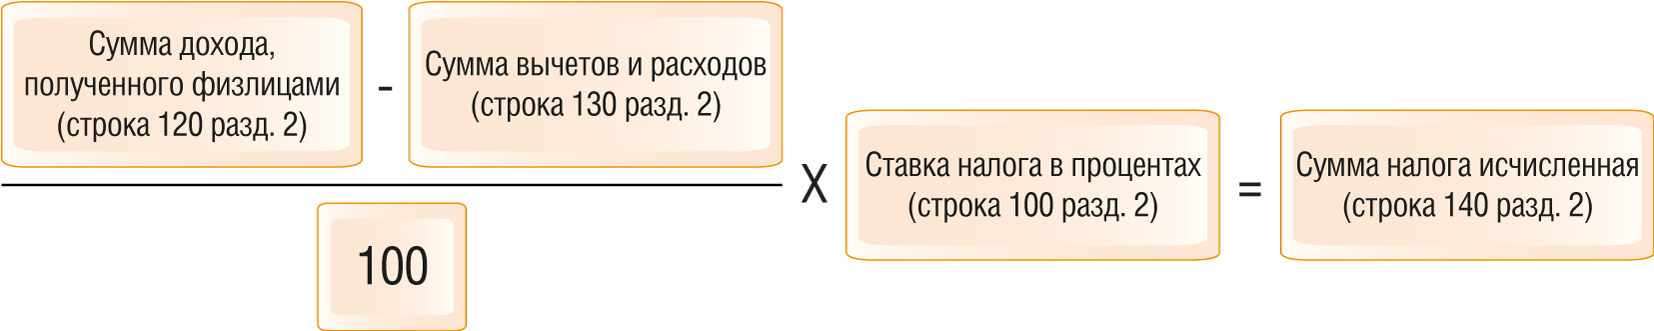 Сумма дохода,
полученного физлицами
(строка 120 разд. 2)
-
Сумма вычетов и расходов
(строка 130 разд. 2)
100
X
Ставка налога в процентах
(строка 100 разд. 2)
=
Сумма налога исчисленная
(строка 140 разд. 2)